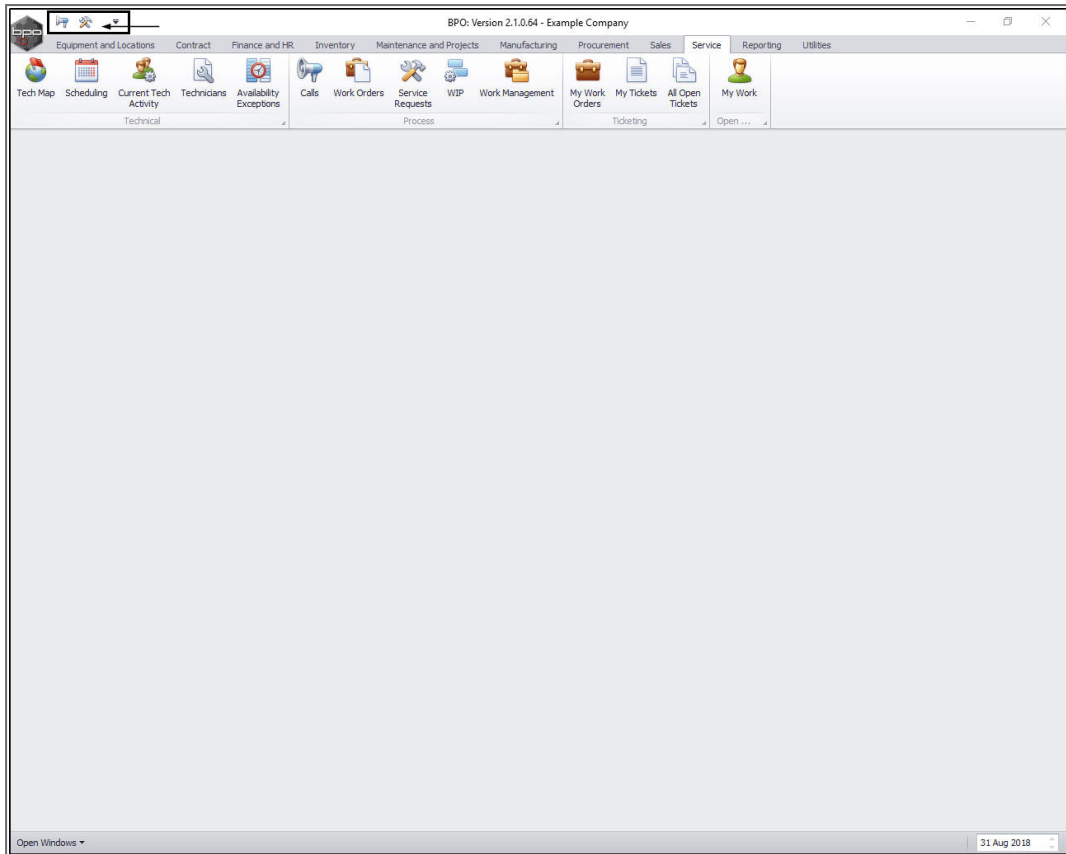 BPO: Version 2.1.0.64 - Example Company
bpo
Equipment and Locations Contract Finance and HR Inventory Maintenance and Projects Manufacturing Procurement Sales Service Reporting Utilities
Tech Map Scheduling Current Tech Technicians Availability Calls Work Orders Service WIP Work Management My Work My Tickets All Open My Work
Activity Exceptions Requests Orders Tickets
Technical Process Ticketing Open ...
Open Windows 31 Aug 2018